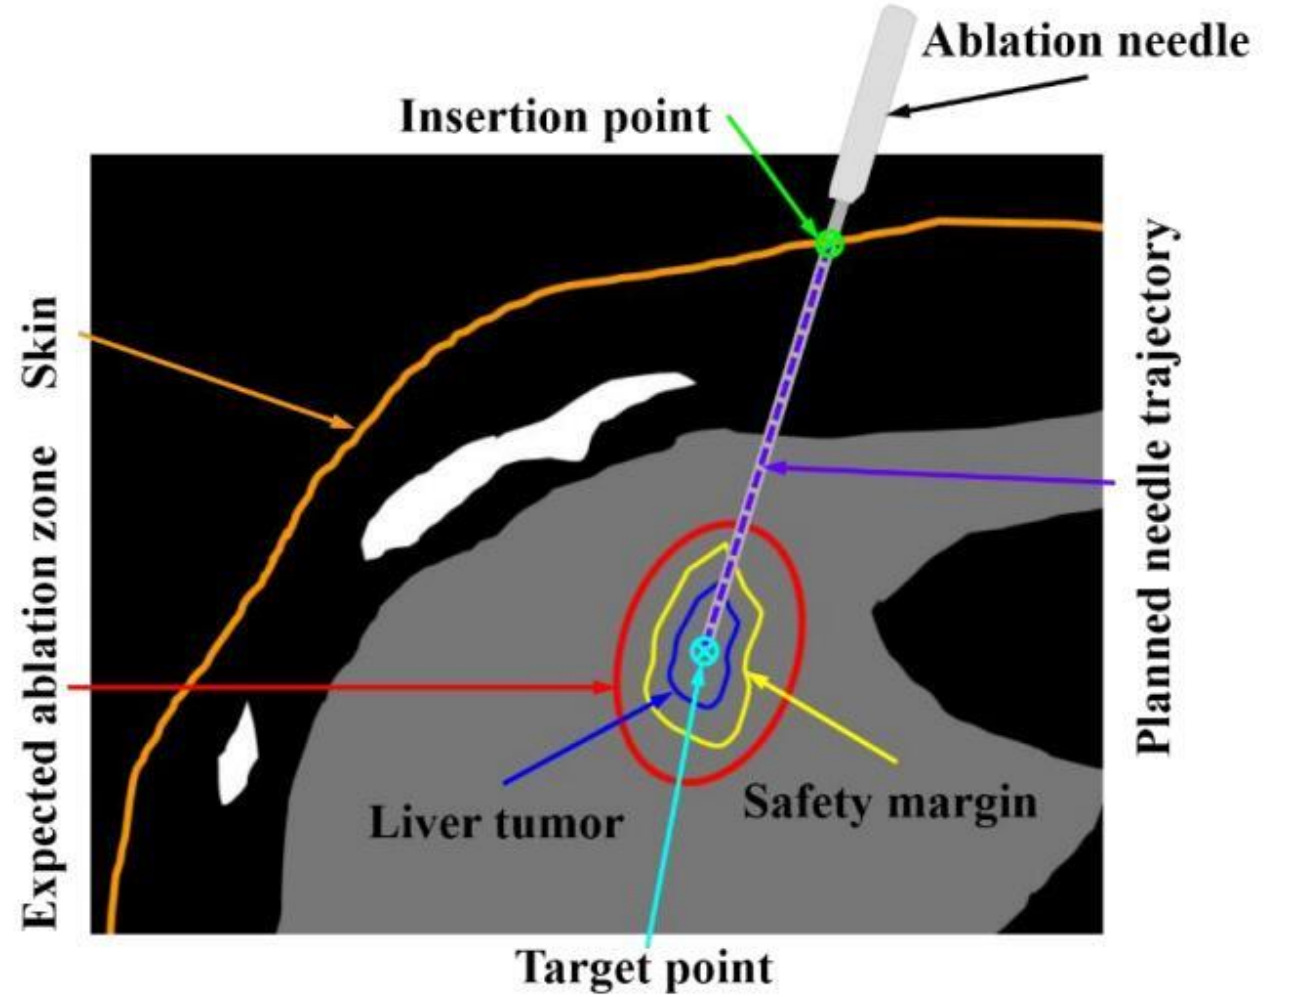 Ablation needle
Insertion point
Skin
Planned needle trajectory
Expected ablation zone
Liver tumor
Safety margin
Target point